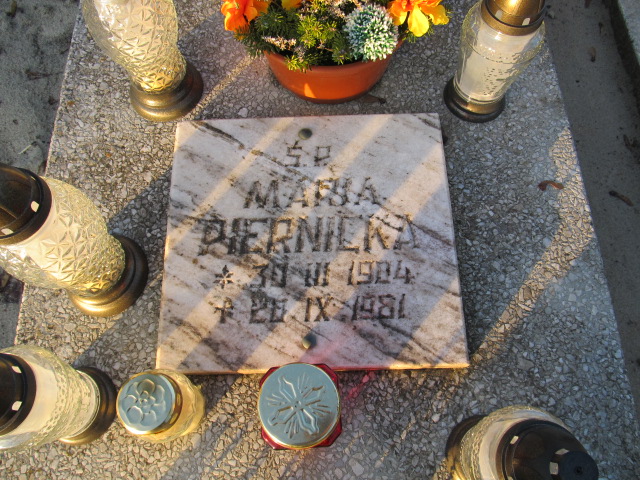 Ś.P.
MARIA
PIERNICKA
* 30 III 1904
+ 20 IX 1981